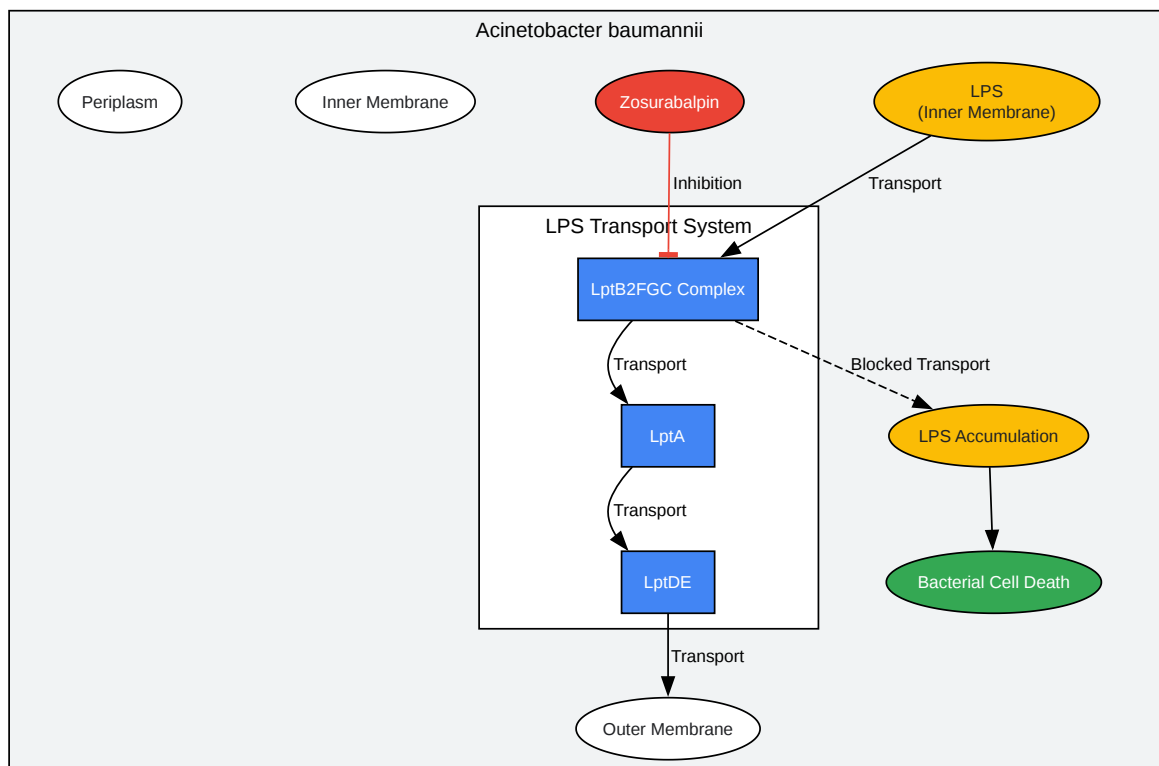 Acinetobacter baumannii
Periplasm
Inner Membrane
Zosurabalpin
LPS
(Inner Membrane)
Inhibition
Transport
LPS Transport System
LptB2FGC Complex
Transport
Blocked Transport
LptA
LPS Accumulation
Transport
LptDE
Bacterial Cell Death
Transport
Outer Membrane